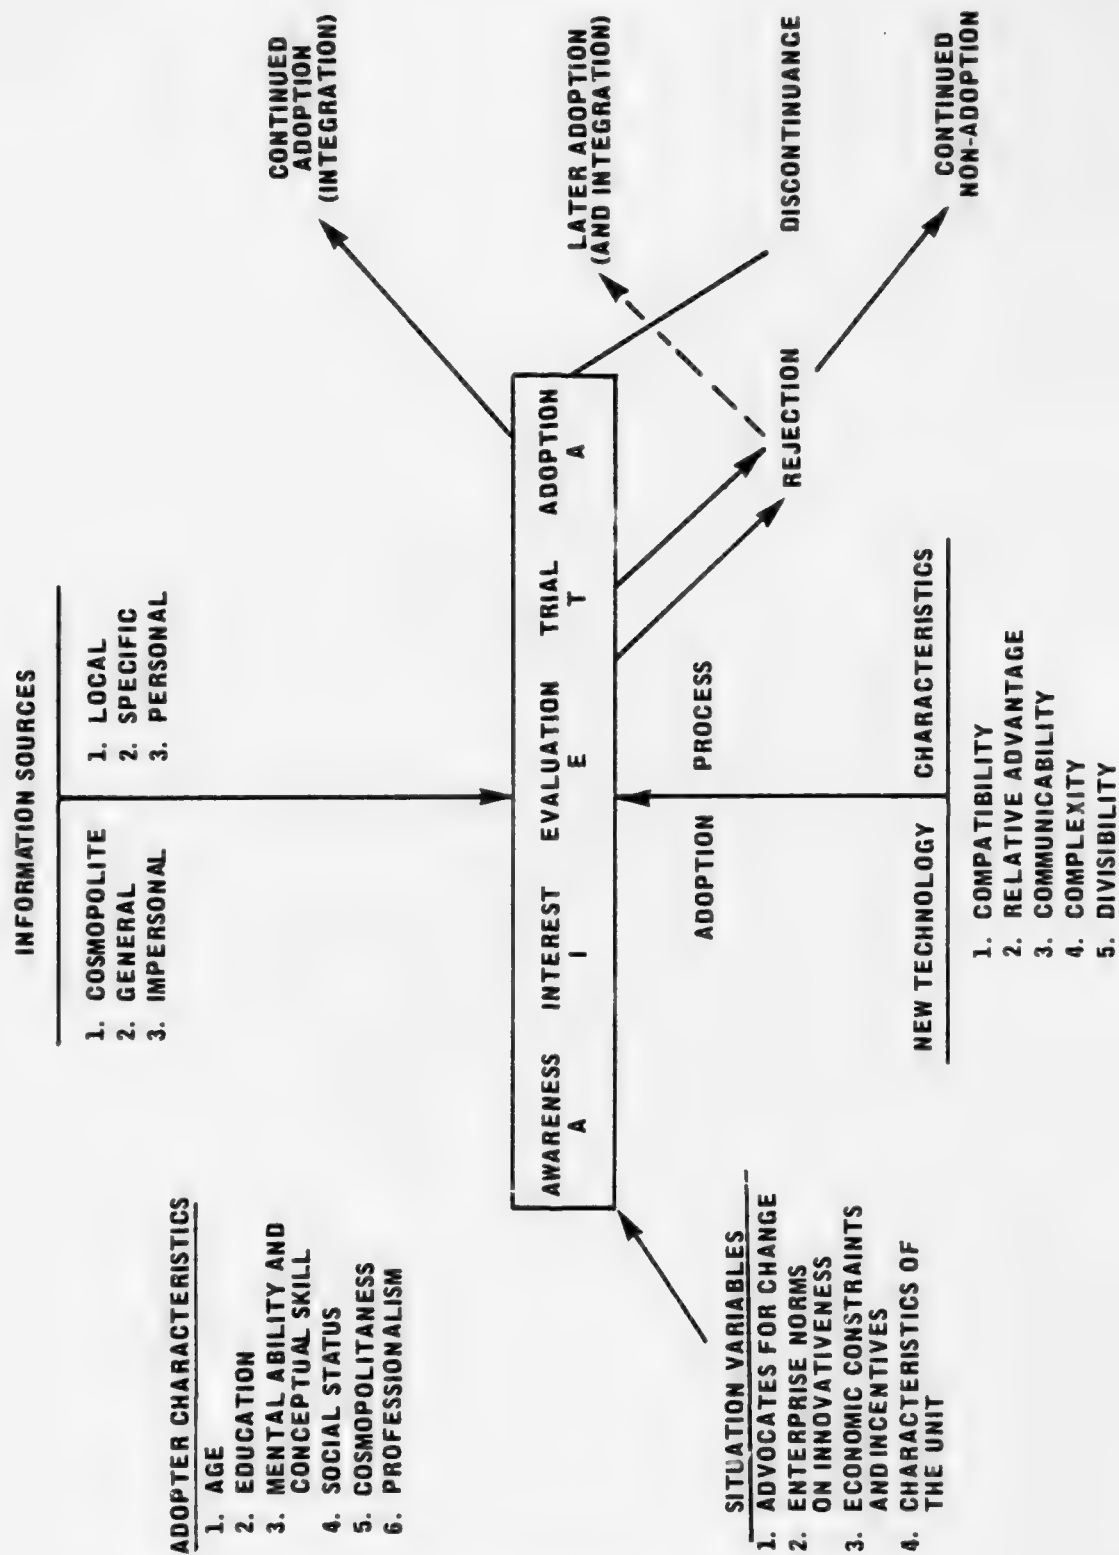 INFORMATION SOURCES
1. COSMOPOLITE
2. GENERAL
3. IMPERSONAL
1. LOCAL
2. SPECIFIC
3. PERSONAL
ADOPTER CHARACTERISTICS
1. AGE
2. EDUCATION
3. MENTAL ABILITY AND
CONCEPTUAL SKILL
4. SOCIAL STATUS
5. COSMOPOLITANESS
6. PROFESSIONALISM
CONTINUED
ADOPTION
(INTEGRATION)
AWARENESS INTEREST EVALUATION TRIAL ADOPTION
A I E T A
LATER ADOPTION
(AND INTEGRATION)
DISCONTINUANCE
REJECTION
CONTINUED
NON-ADOPTION
ADOPTION PROCESS
SITUATION VARIABLES
1. ADVOCATES FOR CHANGE
2. ENTERPRISE NORMS
ON INNOVATIVENESS
3. ECONOMIC CONSTRAINTS
AND INCENTIVES
4. CHARACTERISTICS OF
THE UNIT
NEW TECHNOLOGY CHARACTERISTICS
1. COMPATIBILITY
2. RELATIVE ADVANTAGE
3. COMMUNICABILITY
4. COMPLEXITY
5. DIVISIBILITY